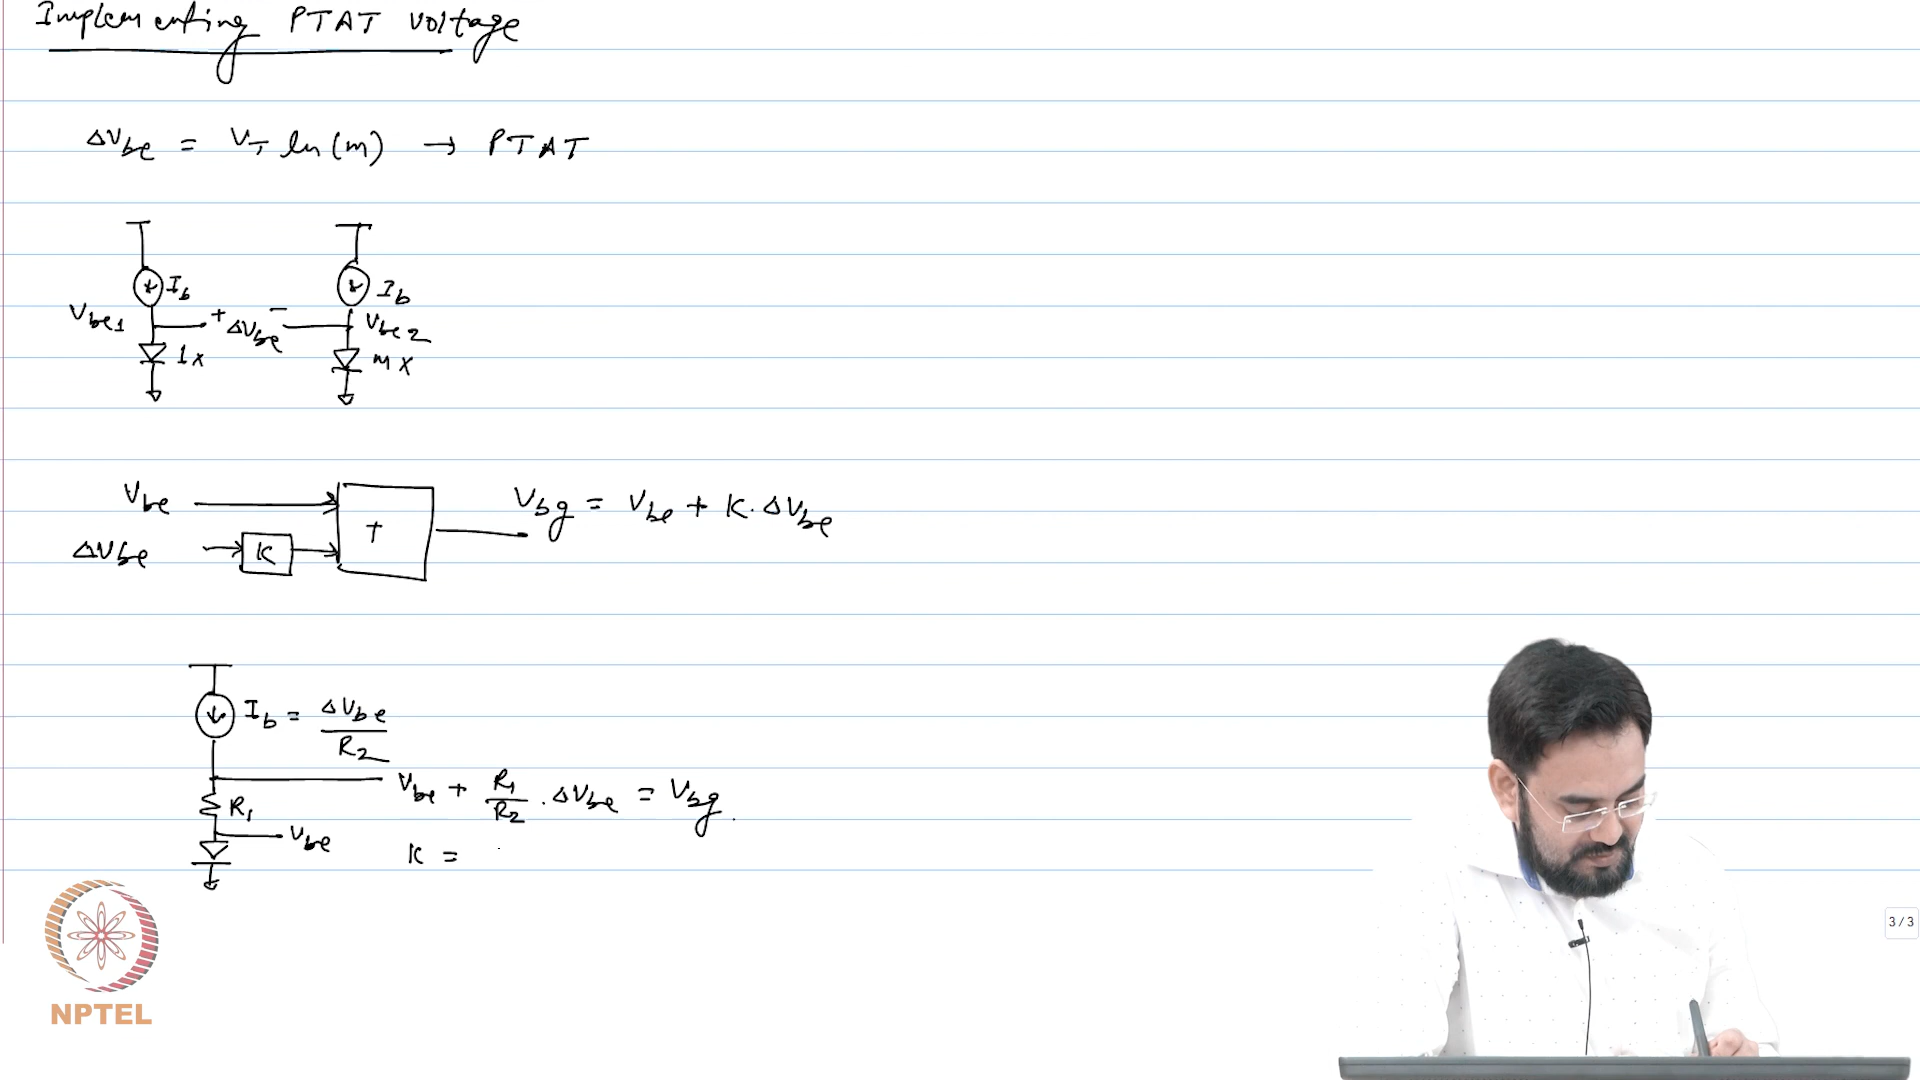 Implementing PTAT voltage
ΔVbe = VT ln(m) → PTAT
Ib Ib
Vbe1 + ΔVbe − Vbe2
1x mx
Vbe
ΔVbe K + Vbg = Vbe + K.ΔVbe
Ib = ΔVbe / R2
Vbe + R1/R2 . ΔVbe = Vbg.
R1
Vbe
K =
3/3
NPTEL